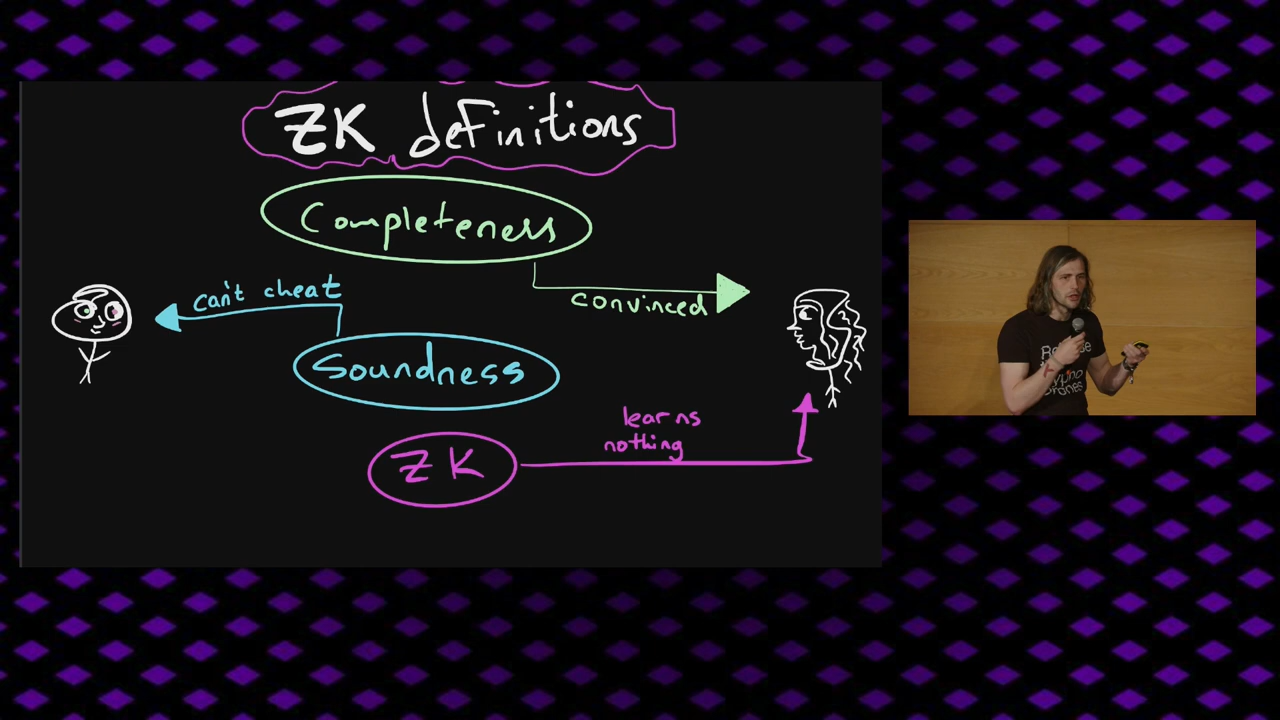 ZK definitions
Completeness
can't cheat
convinced
Soundness
learns
nothing
ZK